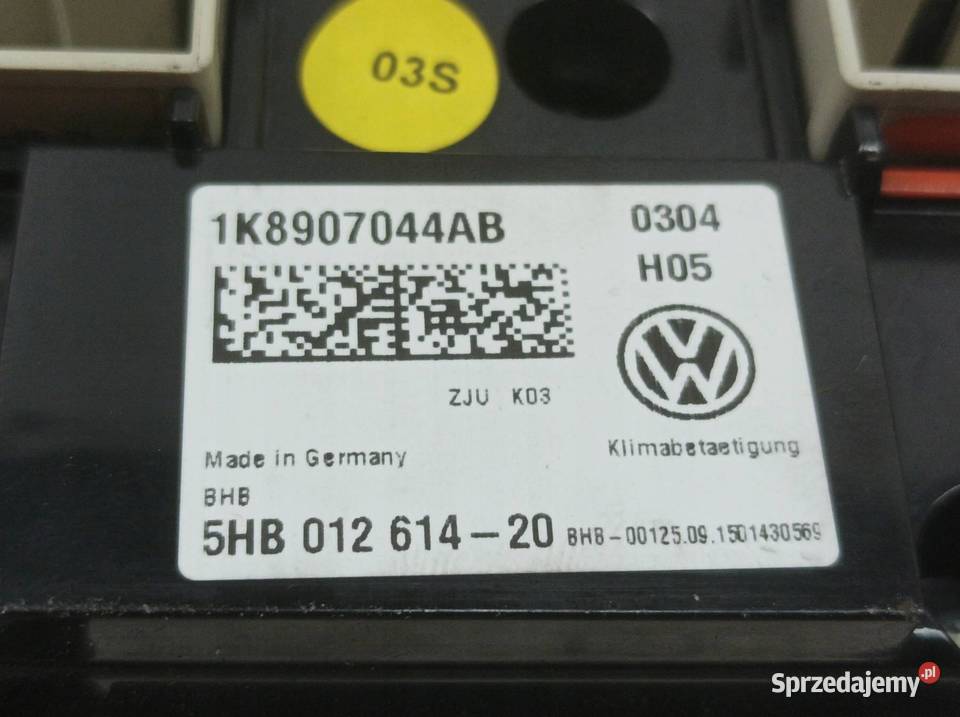 03S
1K8907044AB 0304
H05
ZJU K03
Made in Germany Klimabetaetigung
BHB
5HB 012 614-20 BHB-00125.09.1501430569
Sprzedajemy.pl